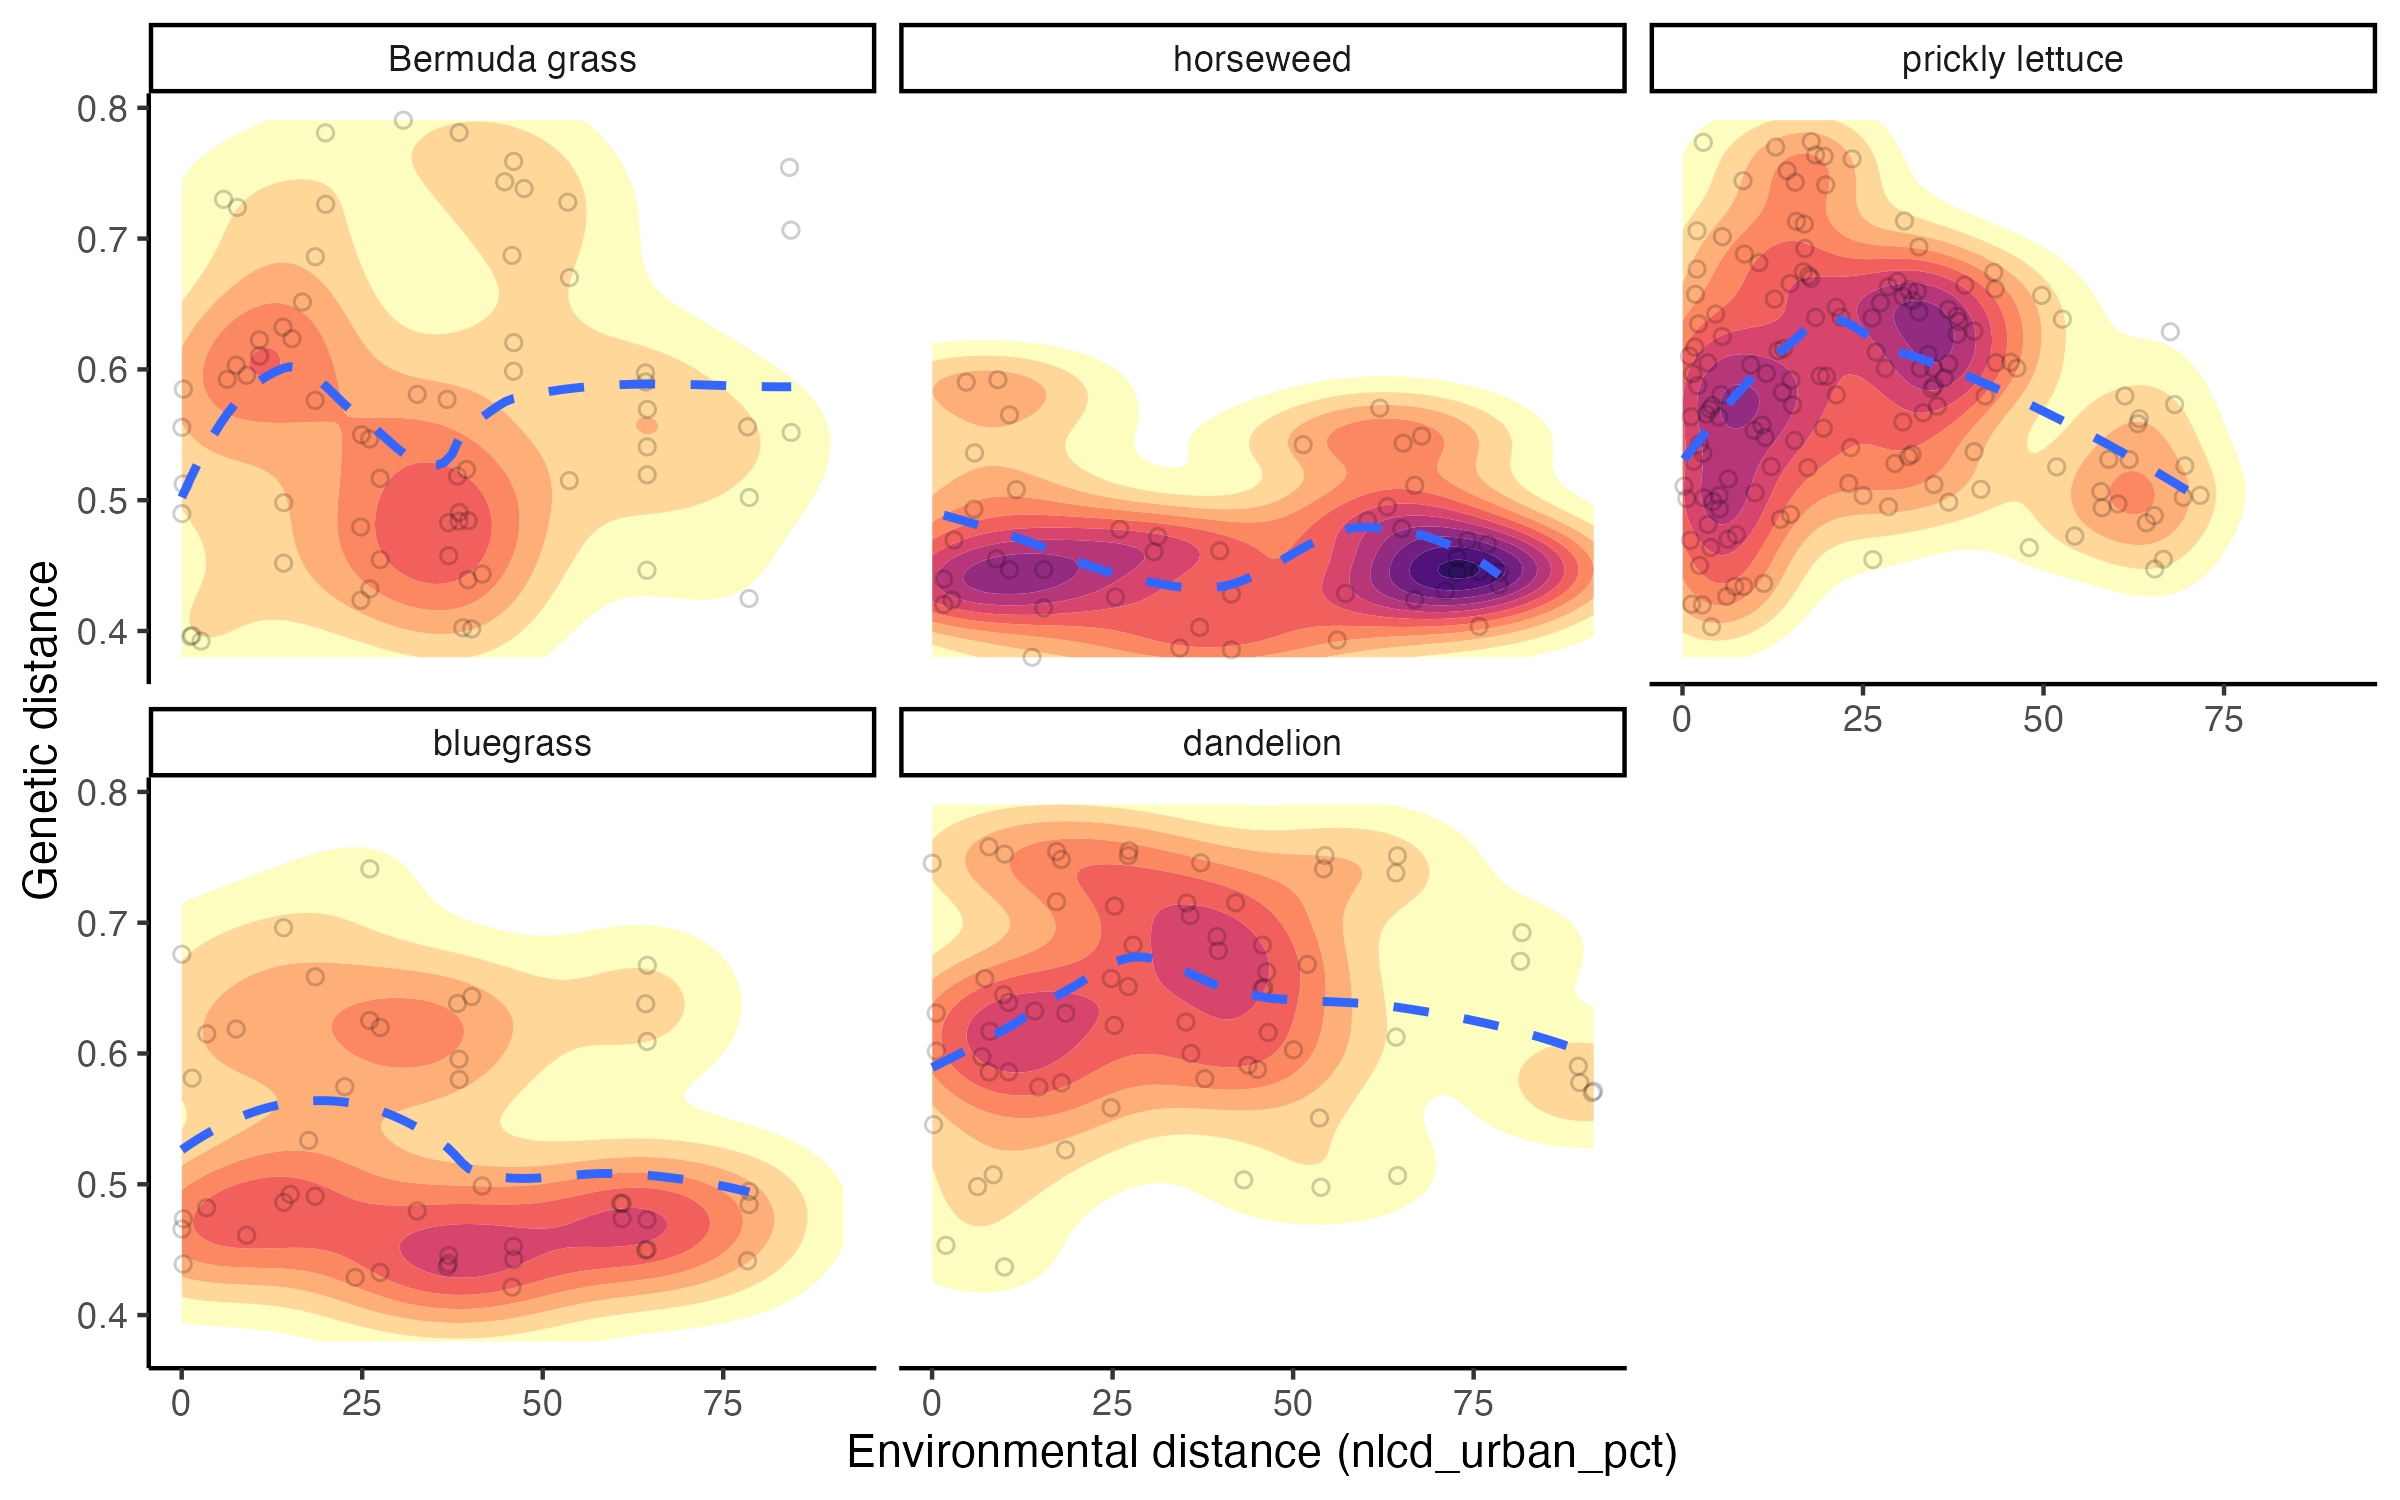 Bermuda grass
horseweed
prickly lettuce
0.8
0.7
0.6
0.5
0.4
0 25 50 75
Genetic distance
bluegrass
dandelion
0.8
0.7
0.6
0.5
0.4
0 25 50 75
0 25 50 75
Environmental distance (nlcd_urban_pct)